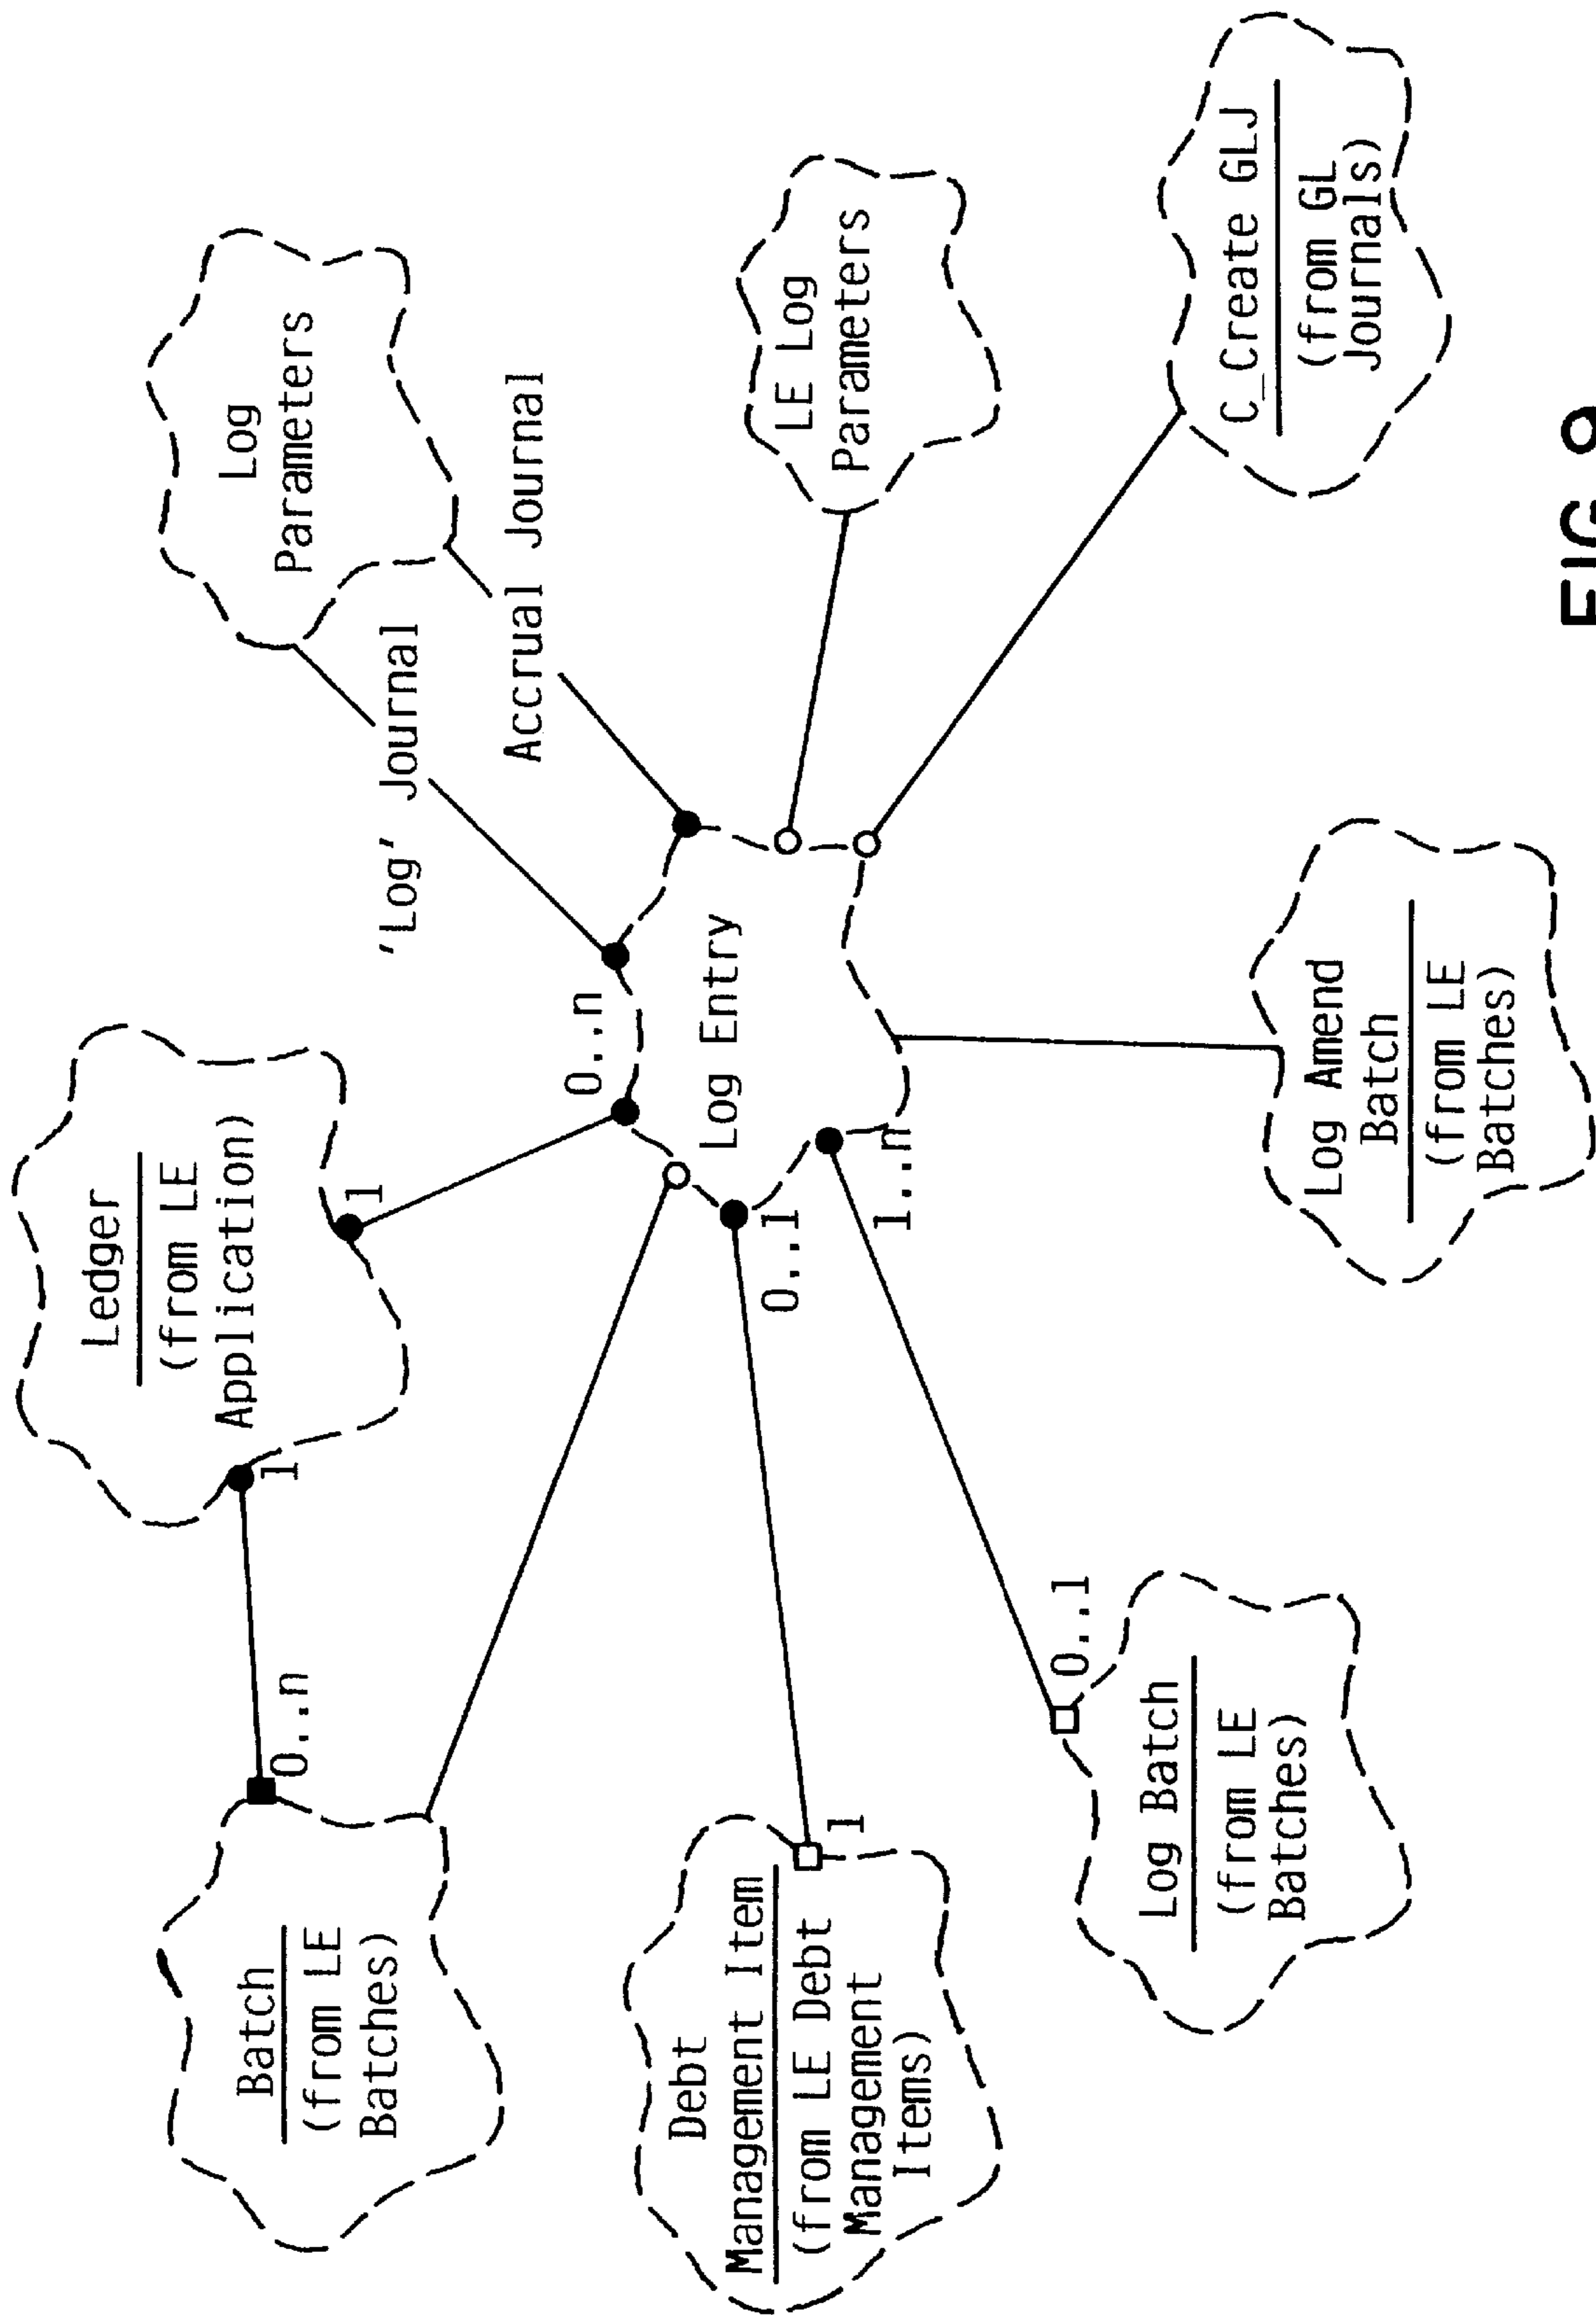 Ledger
(from LE
Application)
1
1
Batch
(from LE
Batches)
0..n
Log
Parameters
'Log' Journal
Accrual Journal
0..n
Log Entry
Debt
Management Item
(from LE Debt
Management
Items)
1
0..1
1..n
LE Log
Parameters
0..1
Log Batch
(from LE
Batches)
Log Amend
Batch
(from LE
Batches)
C_Create GLJ
(from GL
Journals)
FIG.